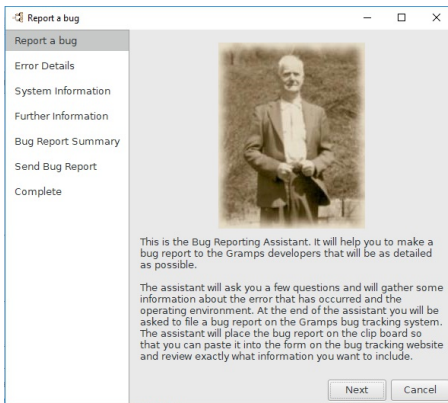 Report a bug
Report a bug
Error Details
System Information
Further Information
Bug Report Summary
Send Bug Report
Complete
This is the Bug Reporting Assistant. It will help you to make a
bug report to the Gramps developers that will be as detailed
as possible.
The assistant will ask you a few questions and will gather some
information about the error that has occurred and the
operating environment. At the end of the assistant you will be
asked to file a bug report on the Gramps bug tracking system.
The assistant will place the bug report on the clip board so
that you can paste it into the form on the bug tracking website
and review exactly what information you want to include.
Next
Cancel